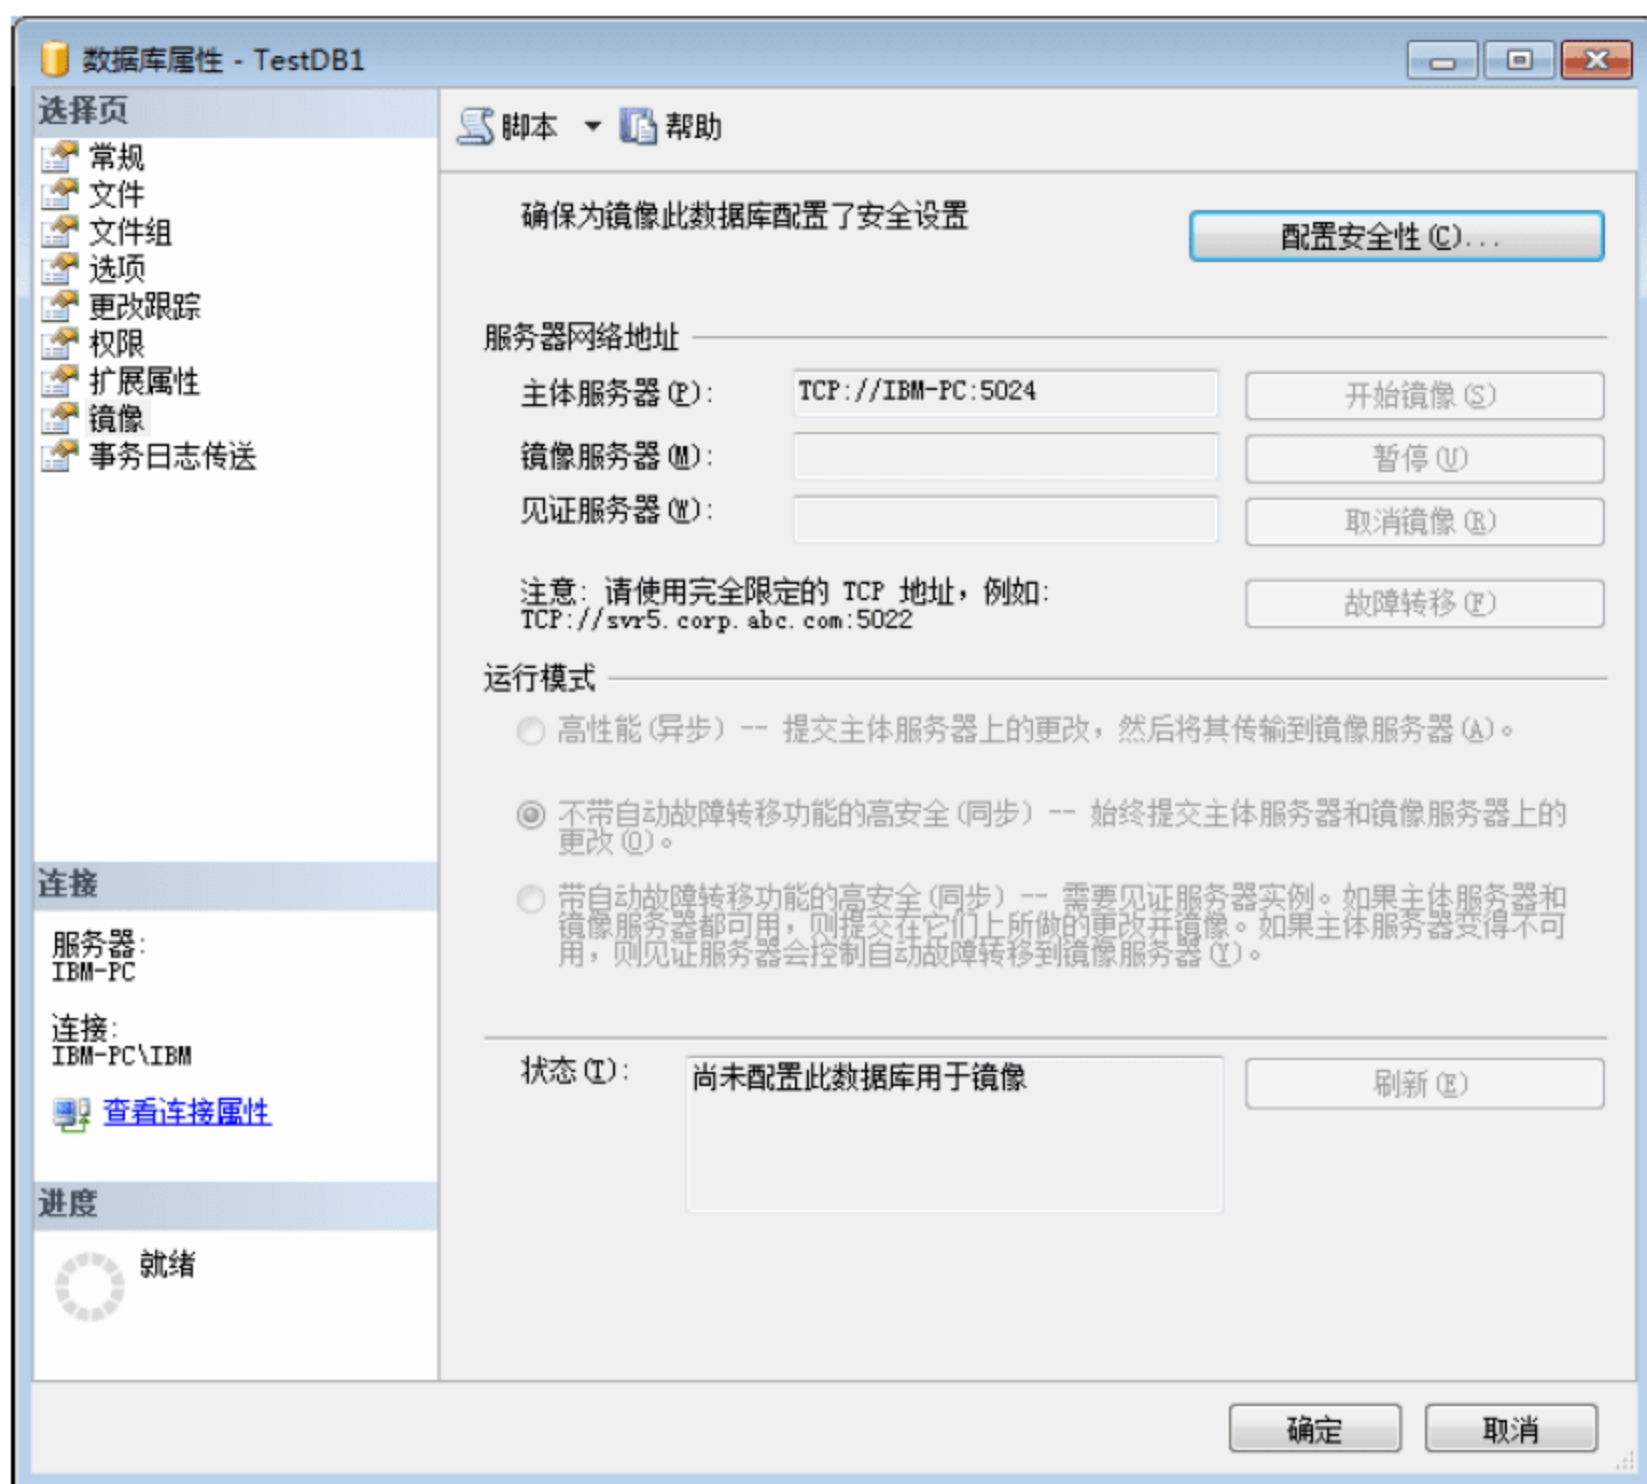 数据库属性 - TestDB1
选择页
常规
文件
文件组
选项
更改跟踪
权限
扩展属性
镜像
事务日志传送
脚本 帮助
确保为镜像此数据库配置了安全设置
配置安全性(C)...
服务器网络地址
主体服务器(P): TCP://IBM-PC:5024 开始镜像(S)
镜像服务器(M): 暂停(U)
见证服务器(W): 取消镜像(R)
注意: 请使用完全限定的 TCP 地址，例如:
TCP://svr5.corp.abc.com:5022
故障转移(F)
运行模式
高性能(异步) -- 提交主体服务器上的更改，然后将其传输到镜像服务器(A)。
不带自动故障转移功能的高安全(同步) -- 始终提交主体服务器和镜像服务器上的
更改(O)。
带自动故障转移功能的高安全(同步) -- 需要见证服务器实例。如果主体服务器和
镜像服务器都可用，则提交在它们上所做的更改并镜像。如果主体服务器变得不可
用，则见证服务器会控制自动故障转移到镜像服务器(Y)。
状态(T): 尚未配置此数据库用于镜像 刷新(E)
连接
服务器:
IBM-PC
连接:
IBM-PC\IBM
查看连接属性
进度
就绪
确定 取消